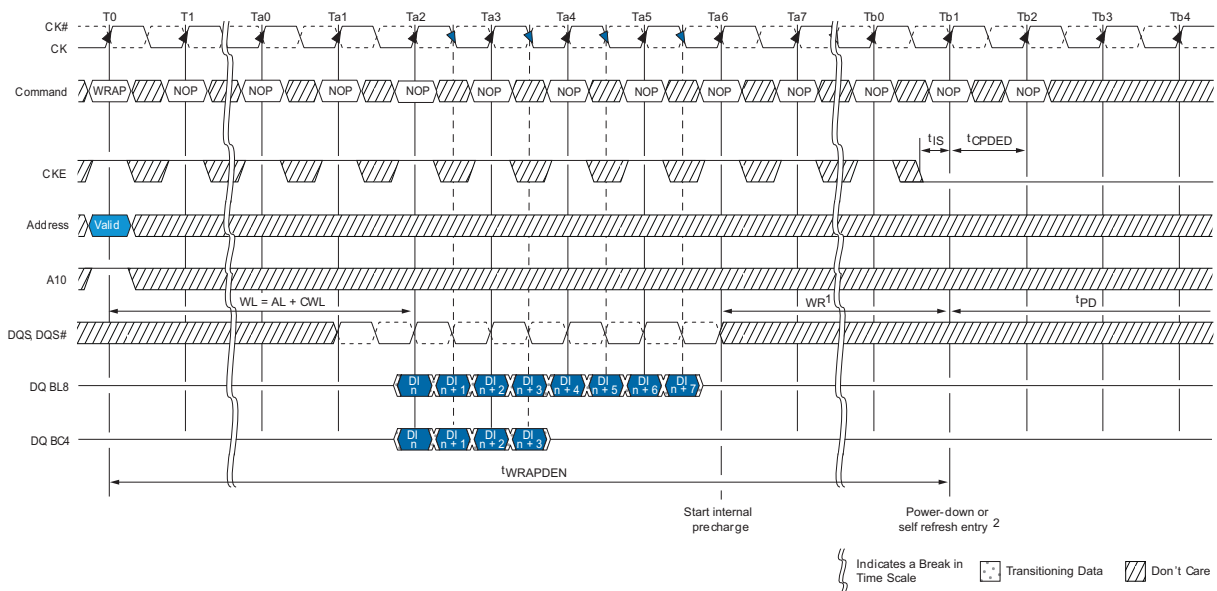 T0 T1 Ta0 Ta1 Ta2 Ta3 Ta4 Ta5 Ta6 Ta7 Tb0 Tb1 Tb2 Tb3 Tb4
CK#
CK
Command WRAP NOP NOP NOP NOP NOP NOP NOP NOP NOP NOP NOP NOP
tIS tCPDED
CKE
Address Valid
A10
WL = AL + CWL WR1 tPD
DQS, DQS#
DQ BL8 DI n DI n + 1 DI n + 2 DI n + 3 DI n + 4 DI n + 5 DI n + 6 DI n + 7
DQ BC4 DI n DI n + 1 DI n + 2 DI n + 3
tWRAPDEN
Start internal
precharge
Power-down or
self refresh entry 2
Indicates a Break in
Time Scale
Transitioning Data
Don't Care